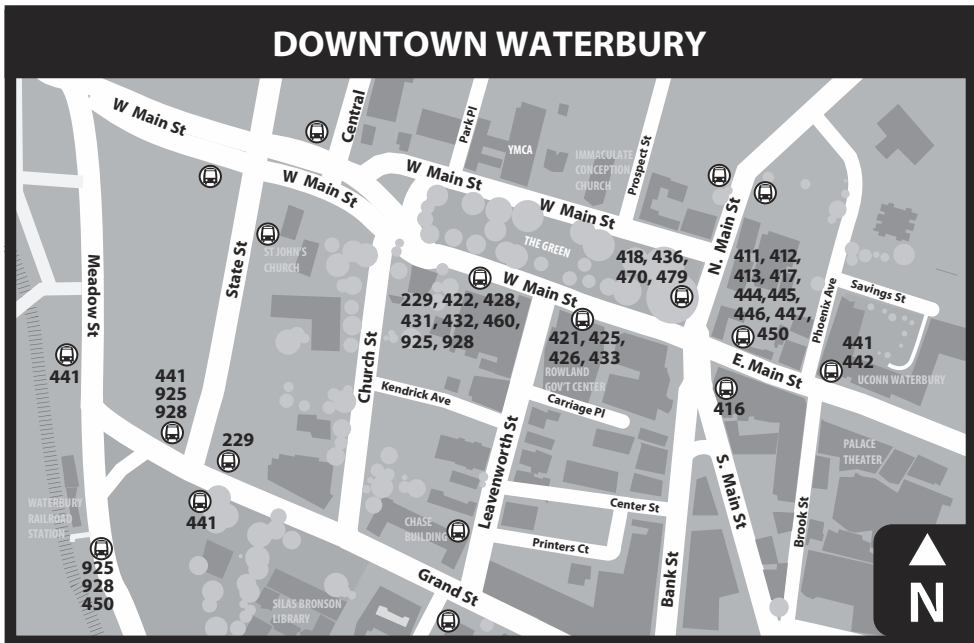 DOWNTOWN WATERBURY
W Main St
Central
Park Pl
YMCA
IMMACULATE
CONCEPTION
CHURCH
Prospect St
W Main St
W Main St
W Main St
N. Main St
THE GREEN
ST JOHN'S
CHURCH
State St
Meadow St
418, 436,
470, 479
411, 412,
413, 417,
444, 445,
446, 447,
450
Phoenix Ave
Savings St
W Main St
229, 422, 428,
431, 432, 460,
925, 928
421, 425,
426, 433
ROWLAND
GOV'T CENTER
441
442
E. Main St
UCONN WATERBURY
441
441
925
928
Church St
Kendrick Ave
Carriage Pl
416
229
Leavenworth St
S. Main St
PALACE
THEATER
441
WATERBURY
RAILROAD
STATION
CHASE
BUILDING
Center St
Printers Ct
Brook St
Bank St
925
928
450
Grand St
SILAS BRONSON
LIBRARY
N